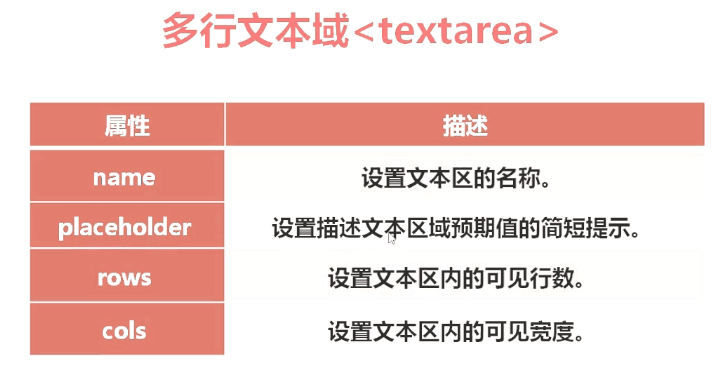 多行文本域<textarea>
属性 描述
name 设置文本区的名称。
placeholder 设置描述文本区域预期值的简短提示。
rows 设置文本区内的可见行数。
cols 设置文本区内的可见宽度。